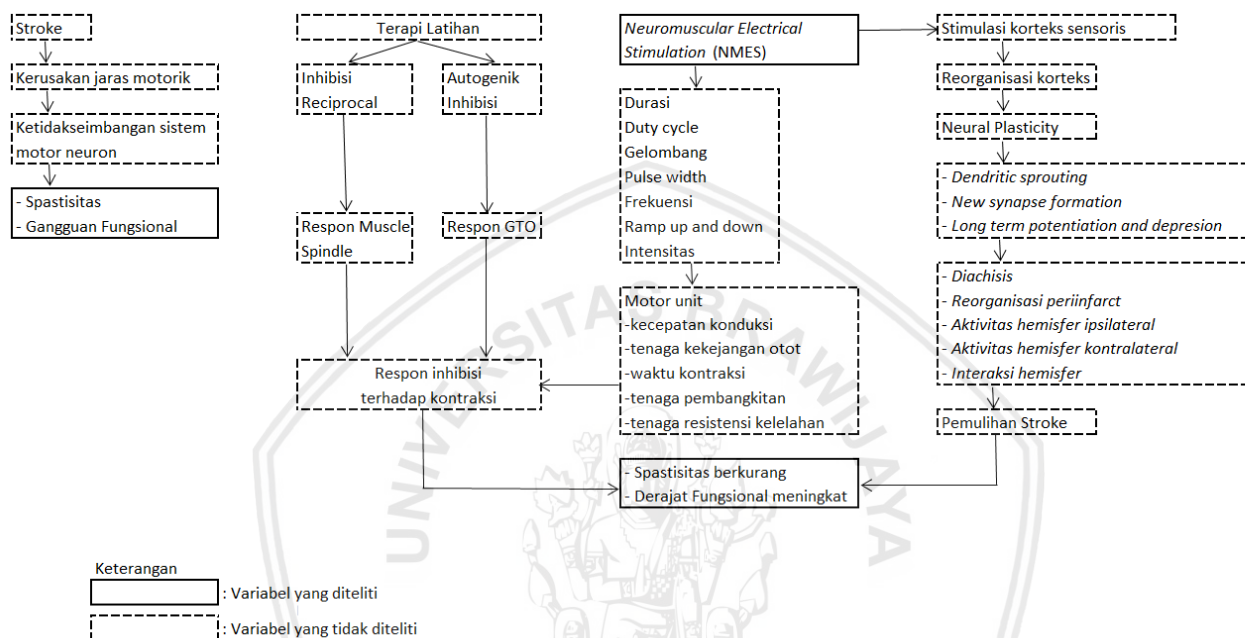 Stroke
Kerusakan jaras motorik
Ketidakseimbangan sistem
motor neuron
- Spastisitas
- Gangguan Fungsional
Terapi Latihan
Inhibisi
Reciprocal
Autogenik
Inhibisi
Respon Muscle
Spindle
Respon GTO
Respon inhibisi
terhadap kontraksi
Neuromuscular Electrical
Stimulation (NMES)
Durasi
Duty cycle
Gelombang
Pulse width
Frekuensi
Ramp up and down
Intensitas
Motor unit
-kecepatan konduksi
-tenaga kekejangan otot
-waktu kontraksi
-tenaga pembangkitan
-tenaga resistensi kelelahan
Stimulasi korteks sensoris
Reorganisasi korteks
Neural Plasticity
- Dendritic sprouting
- New synapse formation
- Long term potentiation and depresion
- Diachisis
- Reorganisasi periinfarct
- Aktivitas hemisfer ipsilateral
- Aktivitas hemisfer kontralateral
- Interaksi hemisfer
Pemulihan Stroke
- Spastisitas berkurang
- Derajat Fungsional meningkat
Keterangan
: Variabel yang diteliti
: Variabel yang tidak diteliti
UNIVERSITAS BRAWIJAYA